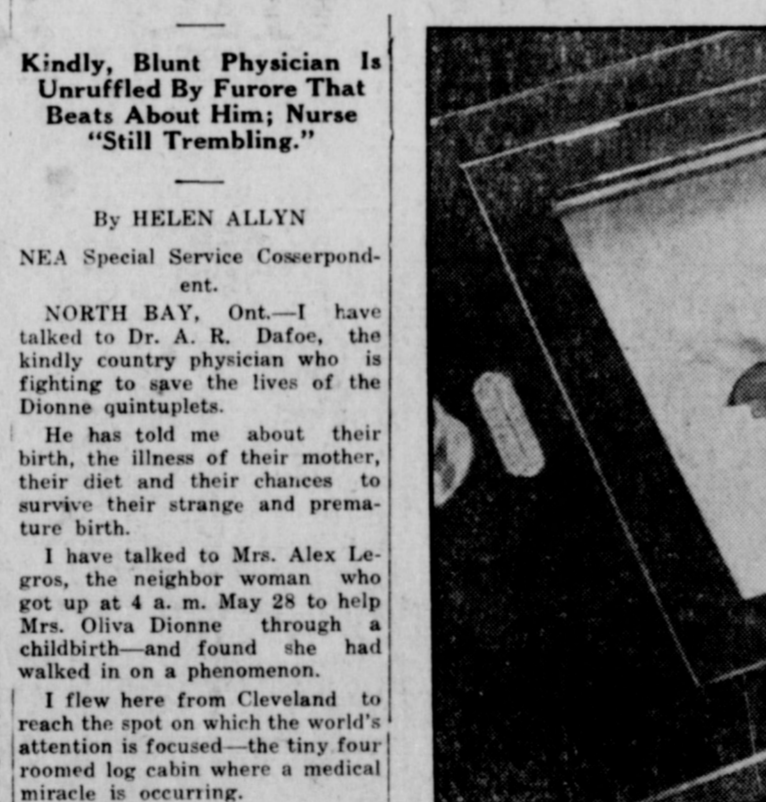 Kindly, Blunt Physician Is
Unruffled By Furore That
Beats About Him; Nurse
"Still Trembling."
By HELEN ALLYN
NEA Special Service Cosserpond-
ent.
NORTH BAY, Ont.—I have
talked to Dr. A. R. Dafoe, the
kindly country physician who is
fighting to save the lives of the
Dionne quintuplets.
He has told me about their
birth, the illness of their mother,
their diet and their chances to
survive their strange and prema-
ture birth.
I have talked to Mrs. Alex Le-
gros, the neighbor woman who
got up at 4 a. m. May 28 to help
Mrs. Oliva Dionne through a
childbirth—and found she had
walked in on a phenomenon.
I flew here from Cleveland to
reach the spot on which the world's
attention is focused—the tiny four
roomed log cabin where a medical
miracle is occurring.